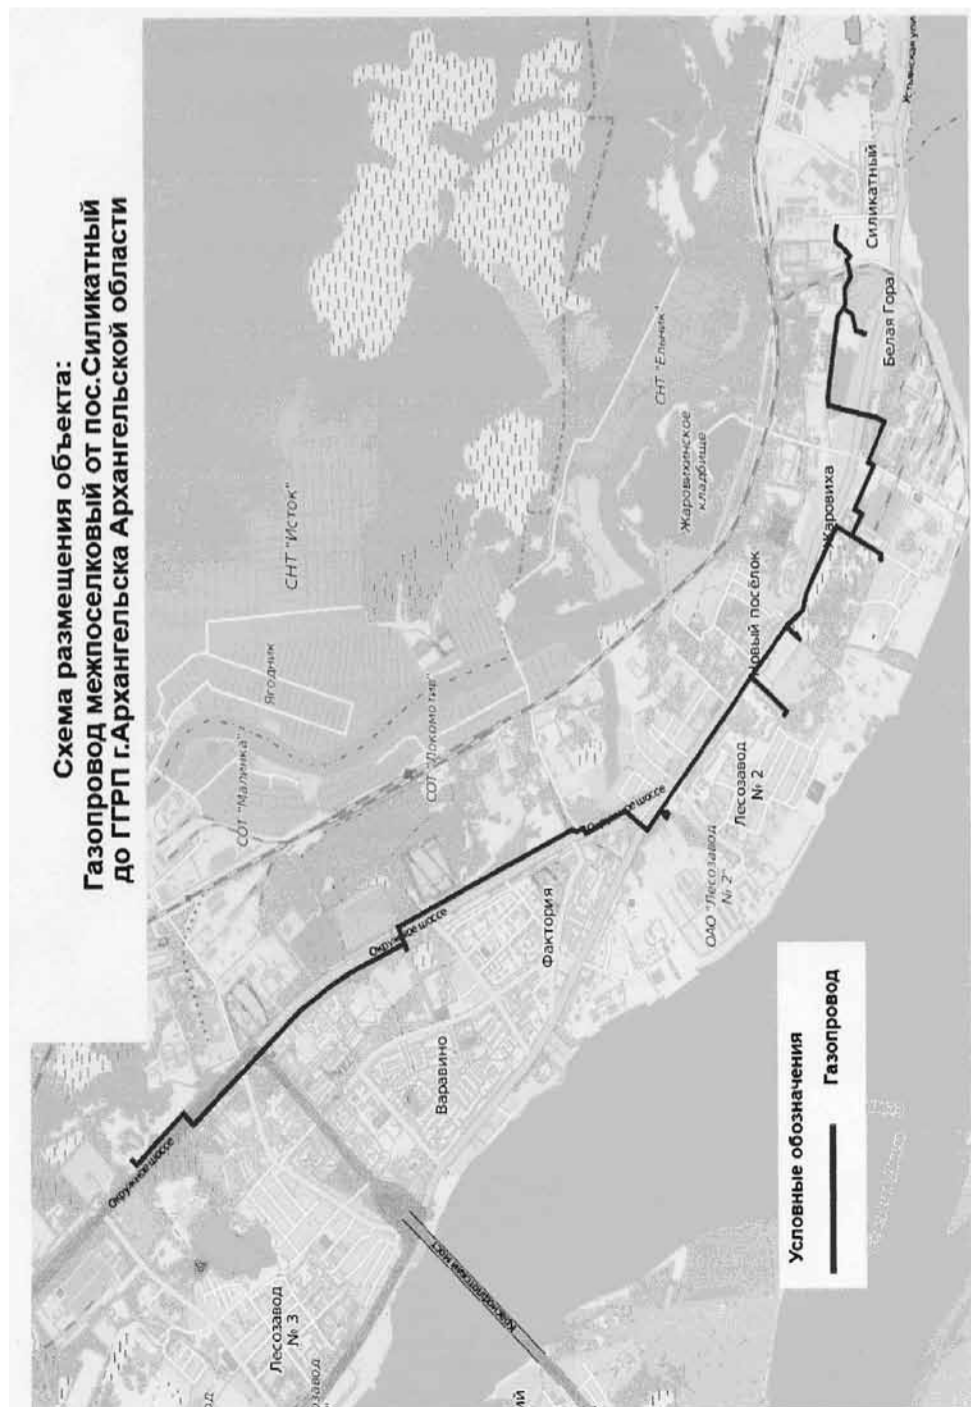 Схема размещения объекта:
Газопровод межпоселковый от пос.Силикатный
до ГГРП г.Архангельска Архангельской области
СНТ "Исток"
Ягодник
СОТ "Малинка"
СОТ "Локомотив"
СНТ "Ельник"
Жаровихинское
кладбище
Силикатный
Белая Гора
Жаровиха
Новый посёлок
Лесозавод
№ 2
ОАО "Лесозавод
№ 2"
Окружное шоссе
Фактория
Окружное шоссе
Варавино
Окружное шоссе
Краснофлотский мост
Лесозавод
№ 3
Условные обозначения
Газопровод